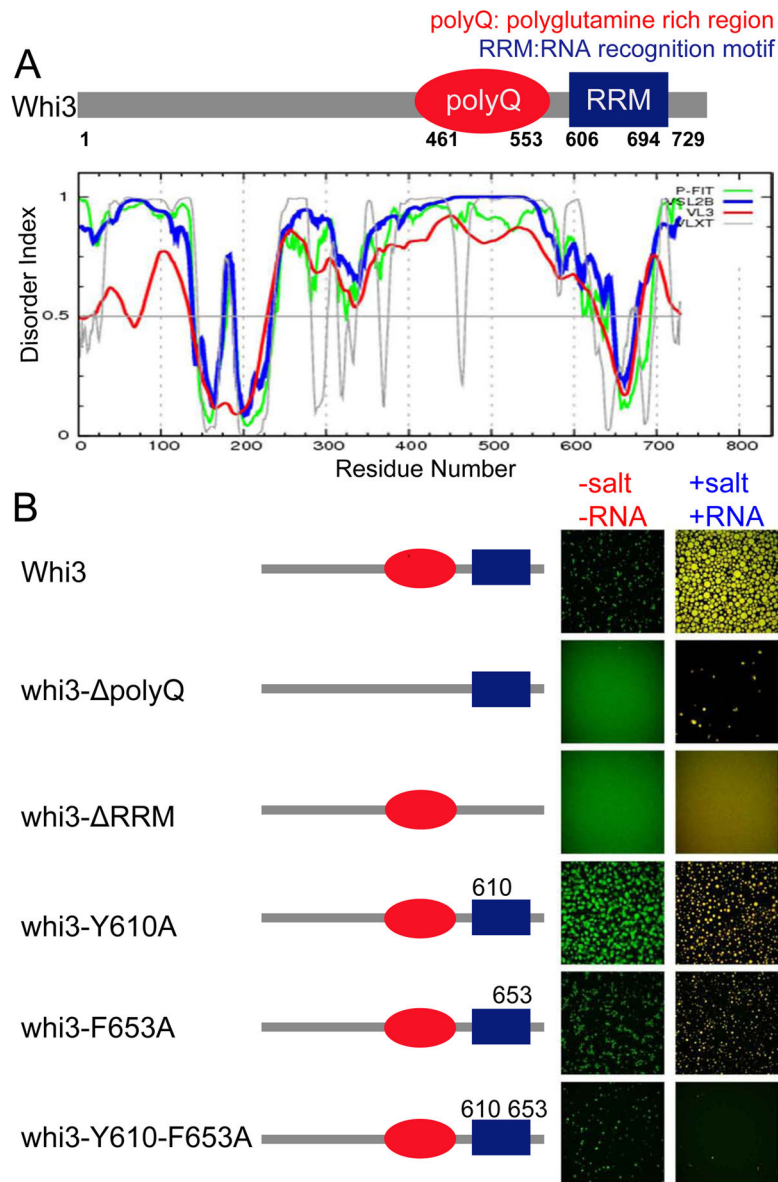 polyQ: polyglutamine rich region
RRM:RNA recognition motif
A
Whi3
polyQ
RRM
1
461
553
606
694
729
P-FIT
VSL2B
VL3
VLXT
Disorder Index
1
0.5
0
0
100
200
300
400
500
600
700
800
Residue Number
B
-salt
-RNA
+salt
+RNA
Whi3
whi3-ΔpolyQ
whi3-ΔRRM
610
whi3-Y610A
653
whi3-F653A
610 653
whi3-Y610-F653A